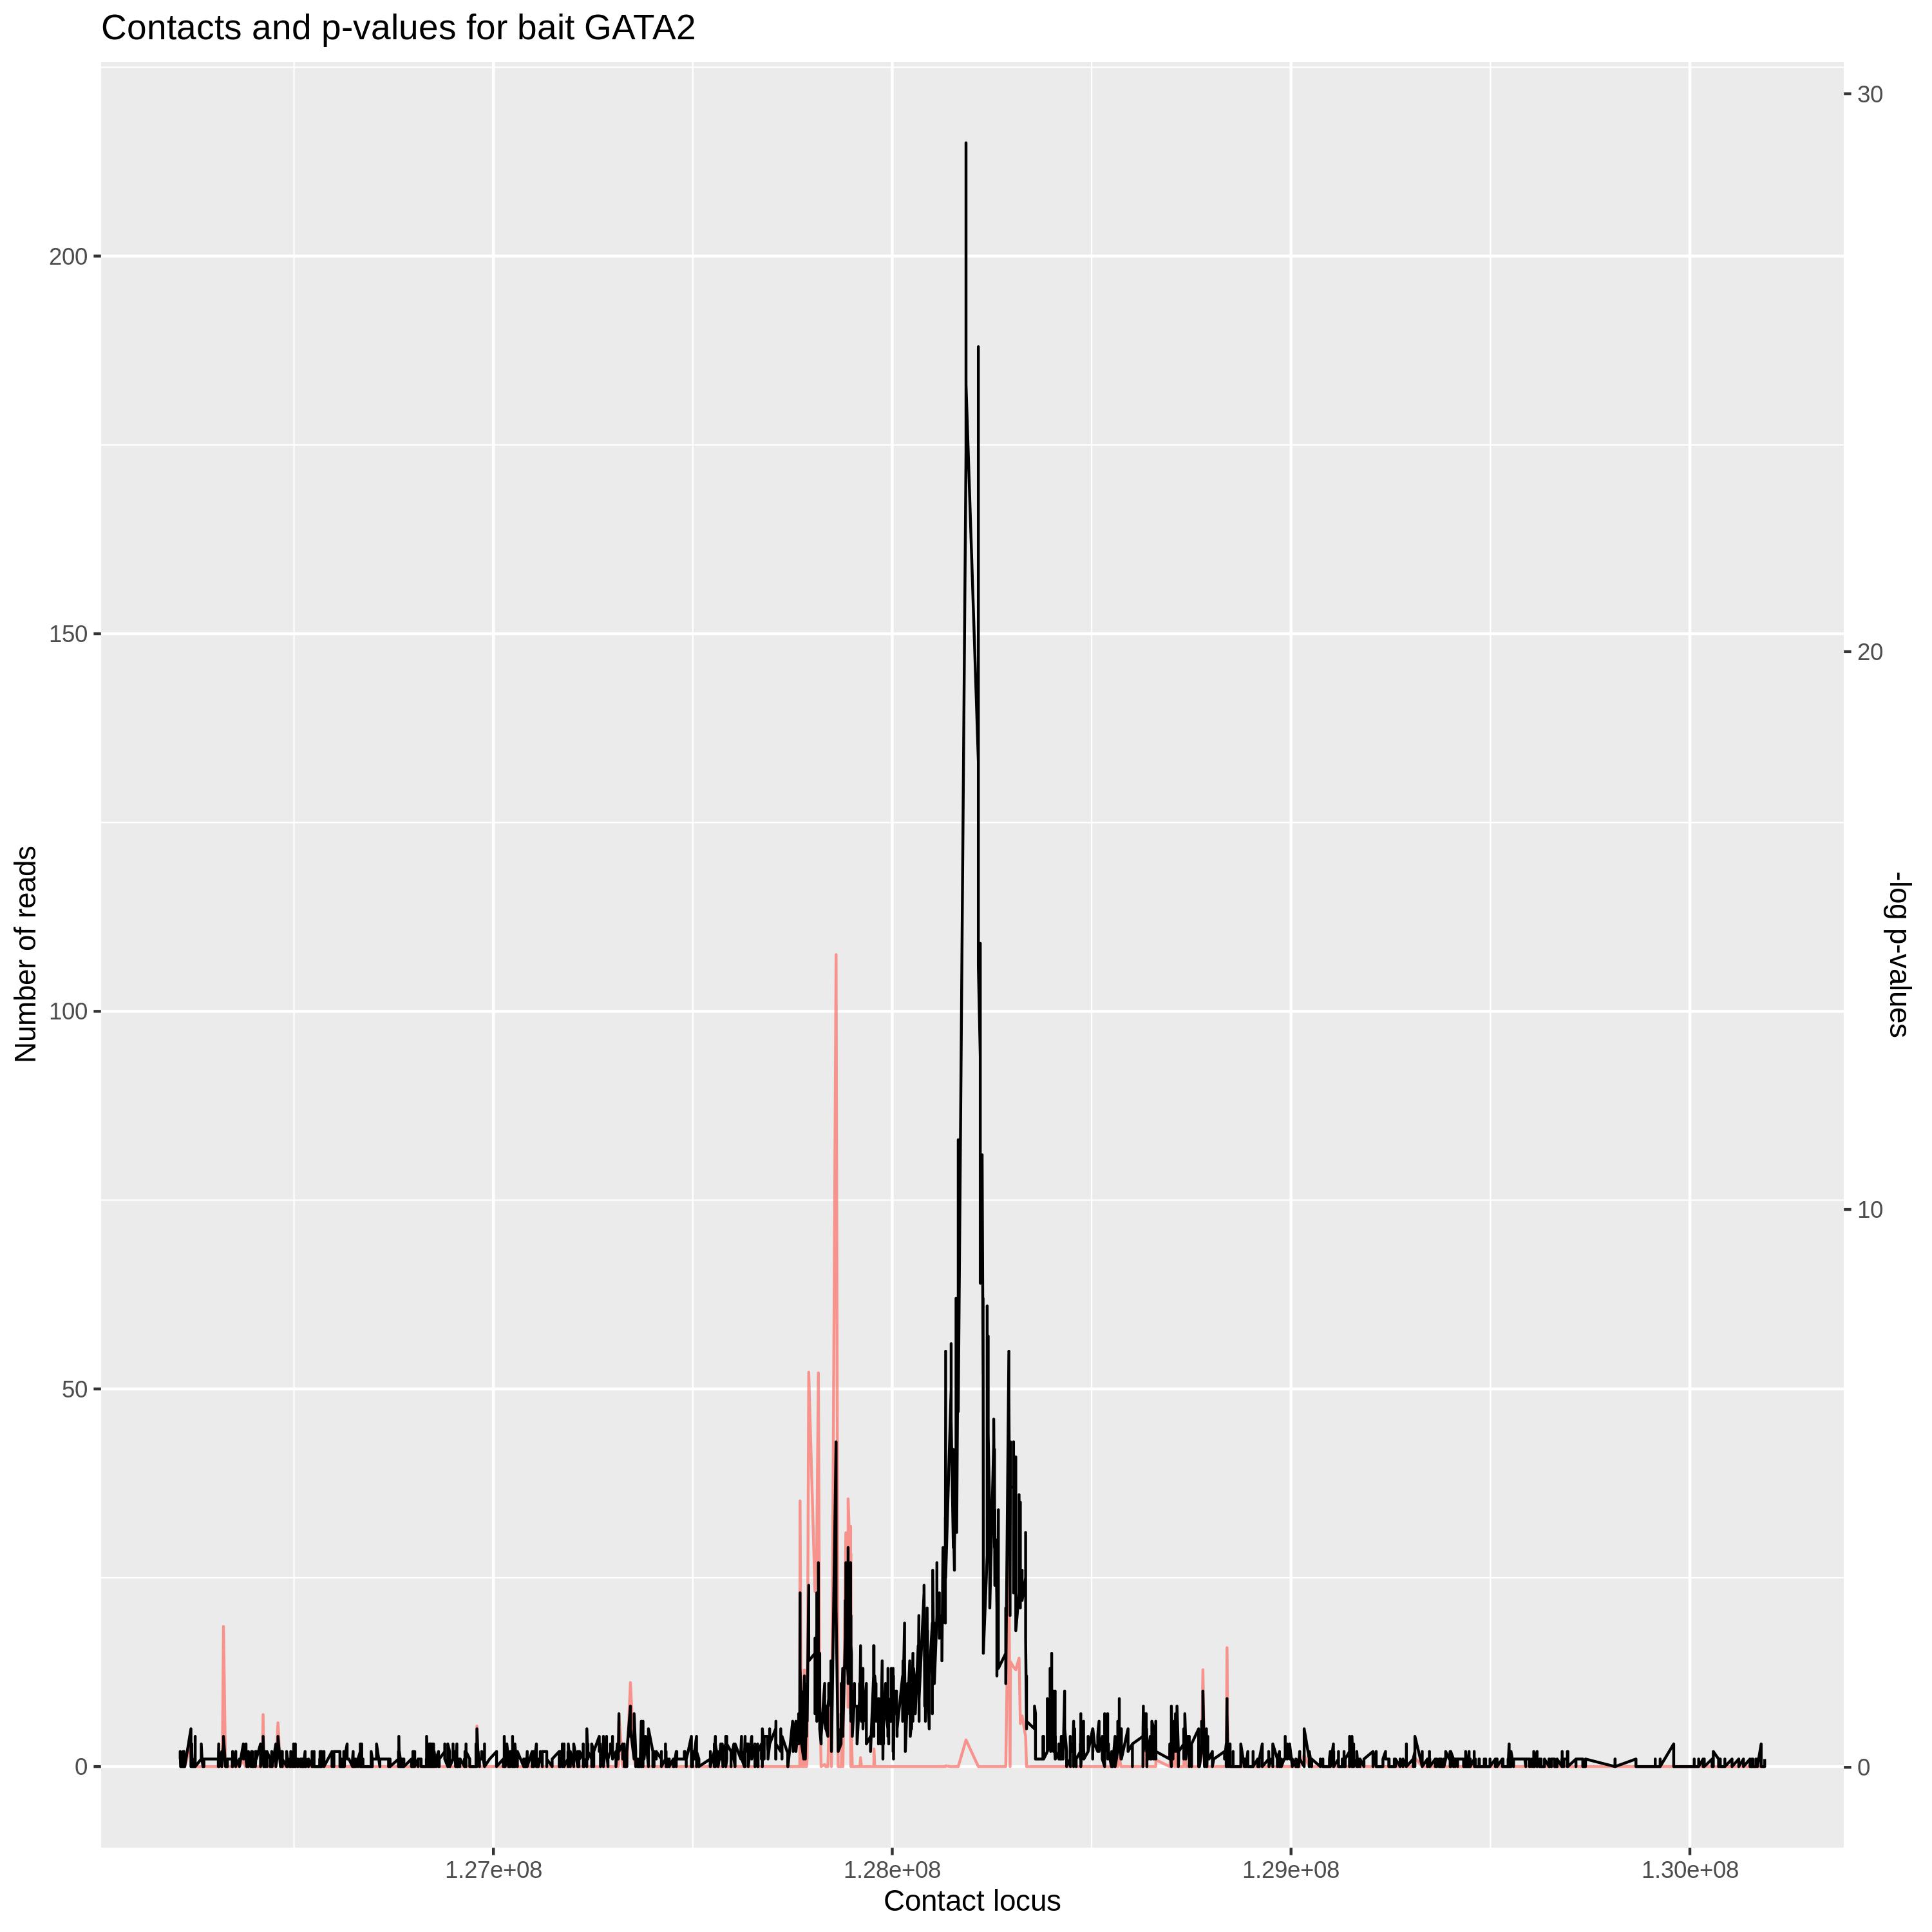 Contacts and p-values for bait GATA2
30
200
20
150
Number of reads
-log p-values
100
10
50
0
0
1.27e+08
1.28e+08
1.29e+08
1.30e+08
Contact locus